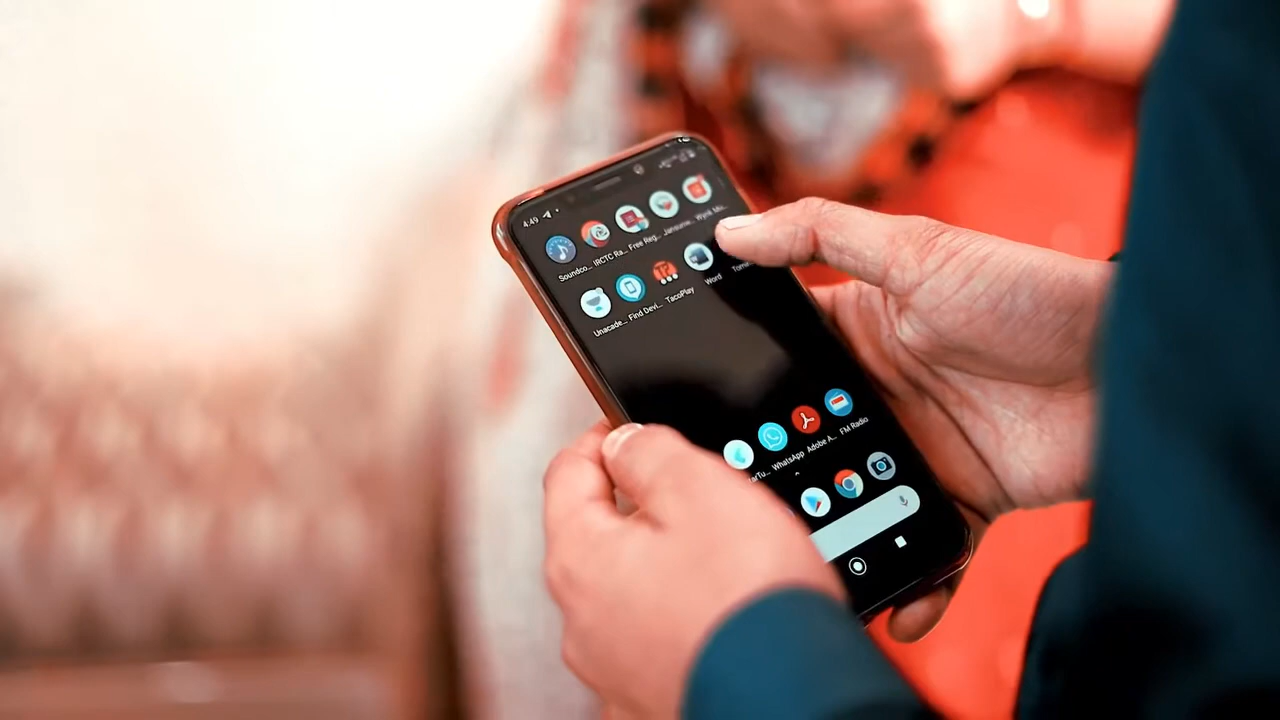 4:49
Soundco... IRCTC Ra... Free Reg... Jansunw... Wynk Mu...
Unacade... Find Devi... TacoPlay Word
WhatsApp Adobe A... FM Radio